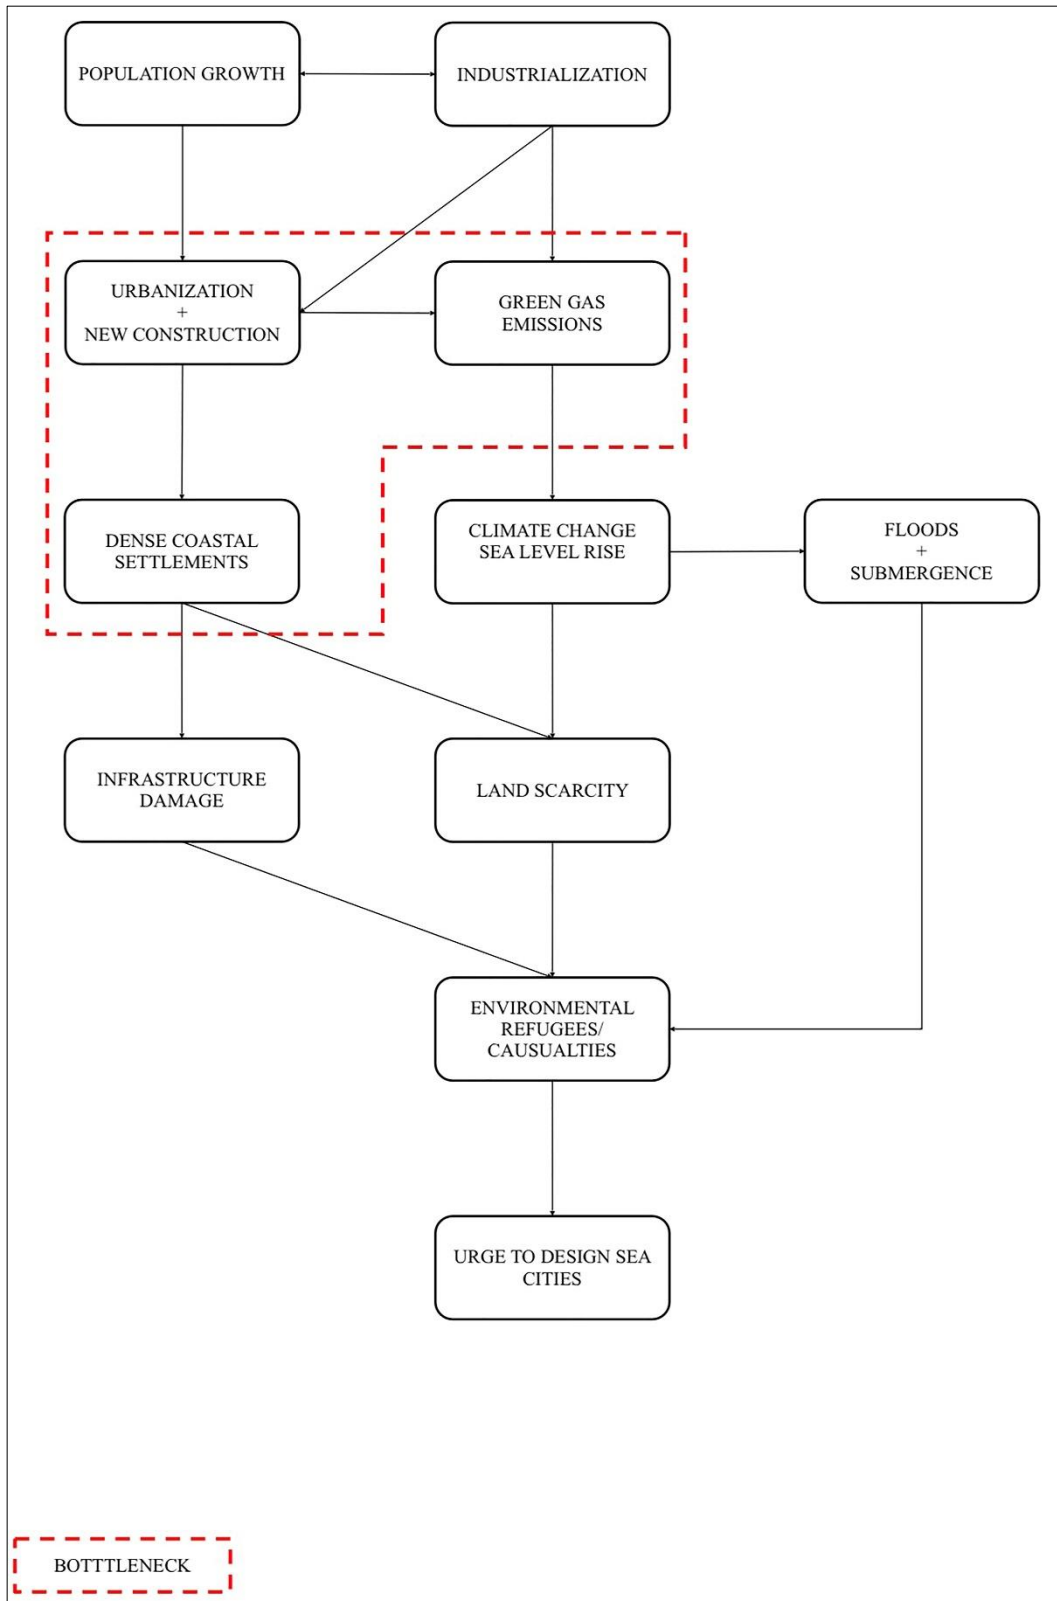 POPULATION GROWTH
INDUSTRIALIZATION
URBANIZATION
+
NEW CONSTRUCTION
GREEN GAS
EMISSIONS
DENSE COASTAL
SETTLEMENTS
CLIMATE CHANGE
SEA LEVEL RISE
FLOODS
+
SUBMERGENCE
INFRASTRUCTURE
DAMAGE
LAND SCARCITY
ENVIRONMENTAL
REFUGEES/
CAUSUALTIES
URGE TO DESIGN SEA
CITIES
BOTTTLENECK